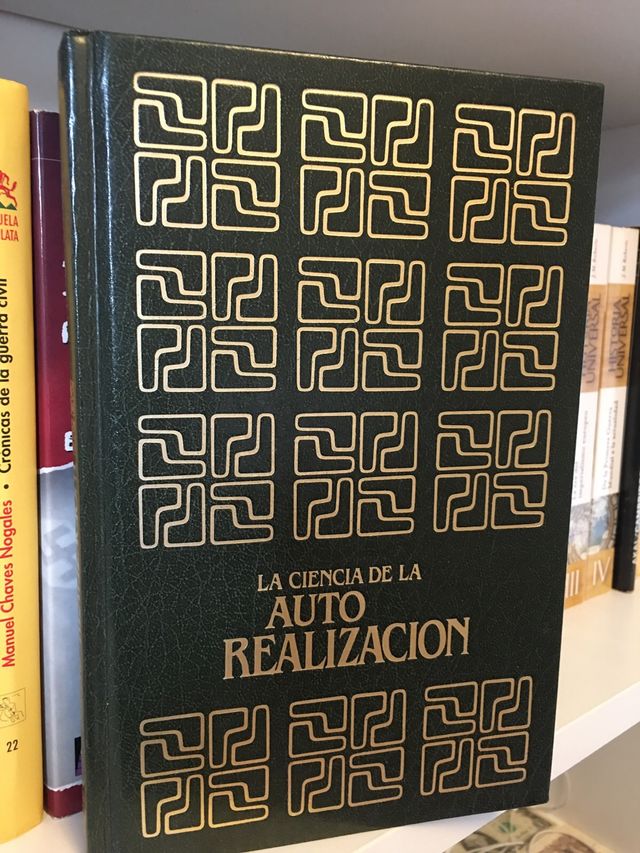 LA CIENCIA DE LA
AUTO
REALIZACION
Manuel Chaves Nogales • Crónicas de la guerra civil
22
HISTORIA
UNIVERSAL
III
IV